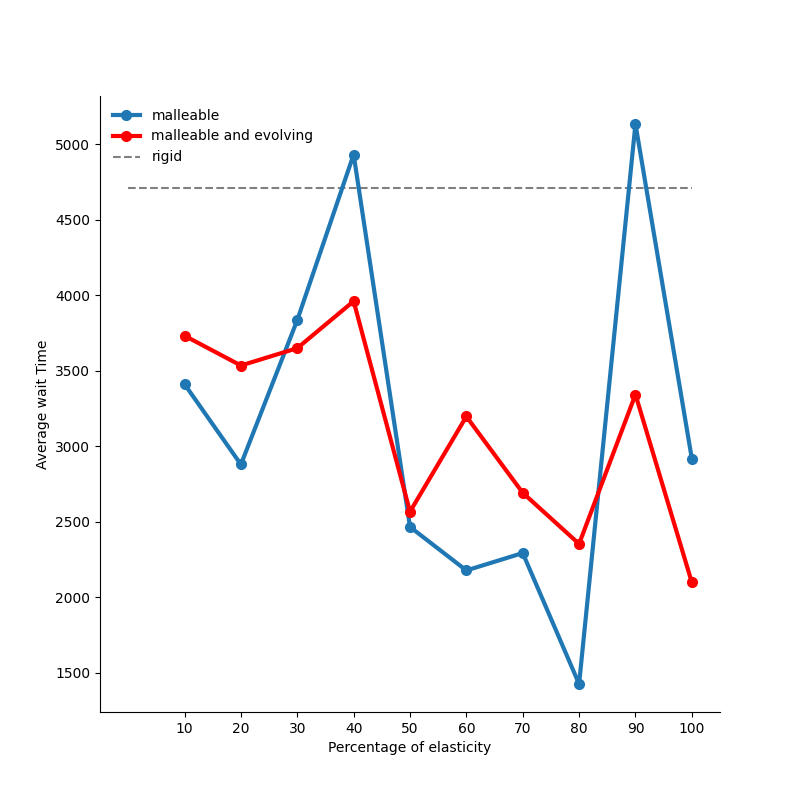 malleable
malleable and evolving
rigid
5000
4500
4000
3500
3000
2500
2000
1500
Average wait Time
10 20 30 40 50 60 70 80 90 100
Percentage of elasticity